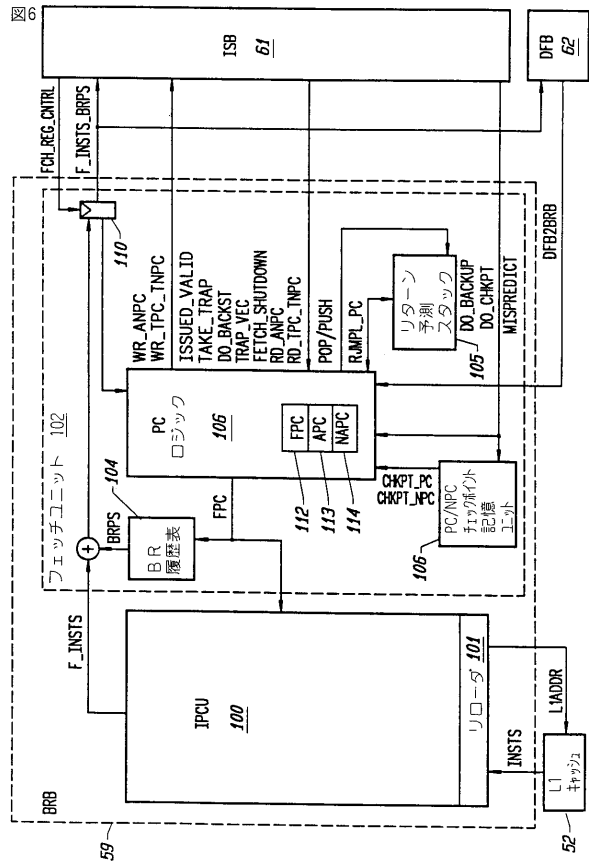 図6
ISB
61
DFB
62
FCH_REG_CNTRL
F_INSTS_BRPS
110
フェッチユニット 102
WR_ANPC
WR_TPC_TNPC
ISSUED_VALID
TAKE_TRAP
DO_BACKST
TRAP_VEC
FETCH_SHUTDOWN
RD_ANPC
RD_TPC_TNPC
POP/PUSH
RJMPL_PC
リターン
予測
スタック
105
DO_BACKUP
DO_CHKPT
MISPREDICT
DFB2BRB
PC
ロジック
106
FPC
APC
NAPC
112
113
114
CHKPT_PC
CHKPT_NPC
PC/NPC
チェックポイント
記憶
ユニット
106
104
BRPS
BR
履歴表
FPC
F_INSTS
IPCU
100
リローダ
101
BRB
59
INSTS
L1ADDR
L1
キャッシュ
52